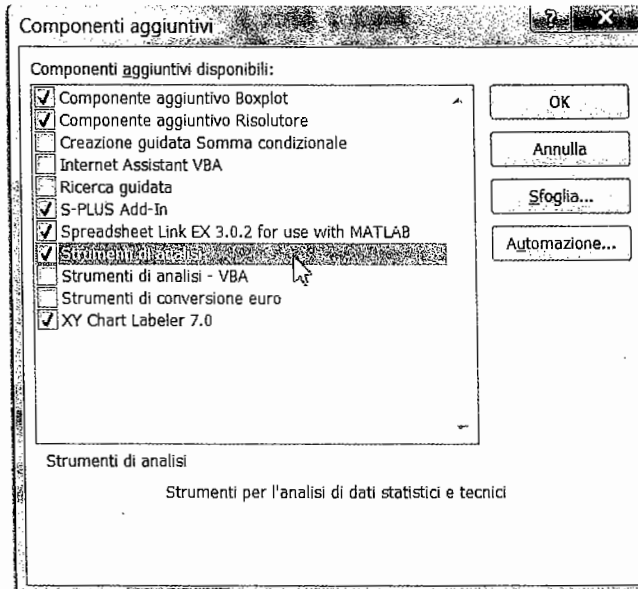 Componenti aggiuntivi
Componenti aggiuntivi disponibili:
Componente aggiuntivo Boxplot
Componente aggiuntivo Risolutore
Creazione guidata Somma condizionale
Internet Assistant VBA
Ricerca guidata
S-PLUS Add-In
Spreadsheet Link EX 3.0.2 for use with MATLAB
Strumenti di analisi
Strumenti di analisi - VBA
Strumenti di conversione euro
XY Chart Labeler 7.0
OK
Annulla
Sfoglia...
Automazione...
Strumenti di analisi
Strumenti per l'analisi di dati statistici e tecnici